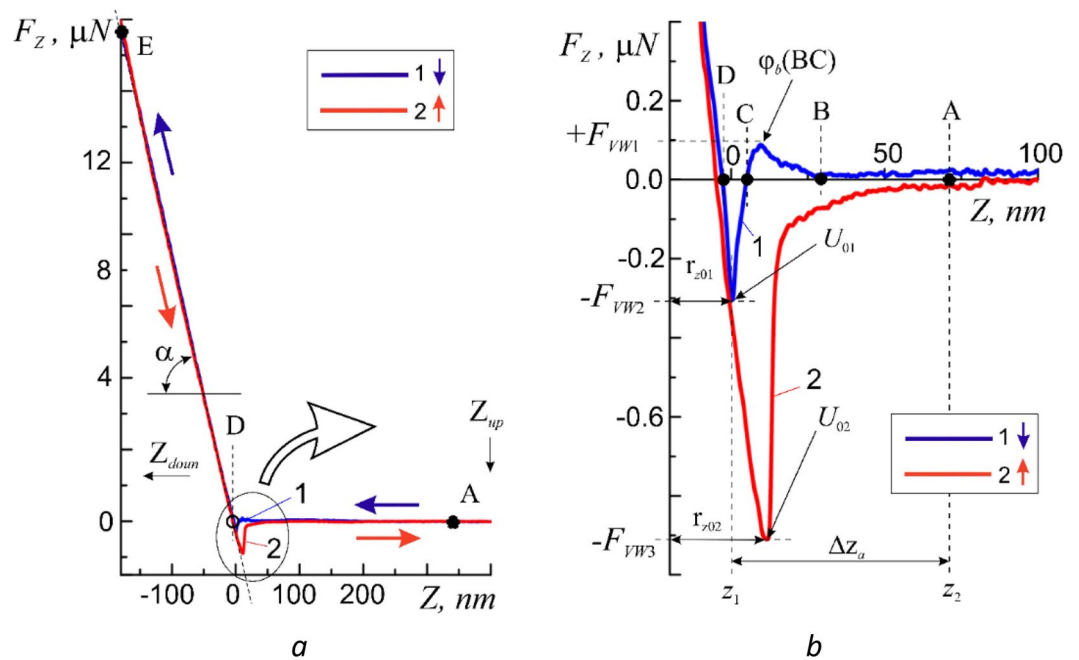 F_Z , μN
E
1
2
12
8
α
4
D
Z_doun
Z_up
1
A
0
2
-100 0 100 200 Z, nm
a
F_Z , μN
φ_b(BC)
D
0.2
C B A
+F_VW1
0 50 100
0.0
Z, nm
1
-0.2
r_z01
U_01
-F_VW2
2
-0.6
U_02
1
2
r_z02
-F_VW3
Δz_a
z_1 z_2
b